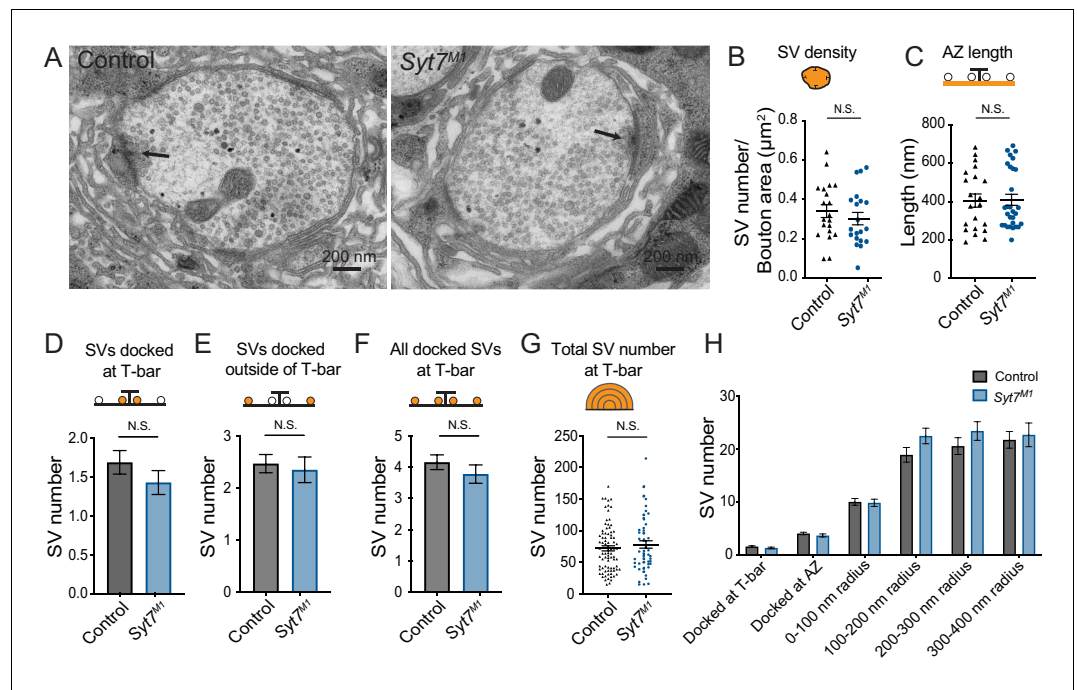 A
Control
200 nm
Syt7ᴹ¹
200 nm
B
SV density
N.S.
SV number/
Bouton area (μm²)
0.8
0.6
0.4
0.2
0.0
Control
Syt7ᴹ¹
C
AZ length
N.S.
Length (nm)
800
600
400
200
0
Control
Syt7ᴹ¹
D
SVs docked
at T-bar
N.S.
SV number
2.0
1.5
1.0
0.5
0.0
Control
Syt7ᴹ¹
E
SVs docked
outside of T-bar
N.S.
SV number
3
2
1
0
Control
Syt7ᴹ¹
F
All docked SVs
at T-bar
N.S.
SV number
5
4
3
2
1
0
Control
Syt7ᴹ¹
G
Total SV number
at T-bar
N.S.
SV number
250
200
150
100
50
0
Control
Syt7ᴹ¹
H
Control
Syt7ᴹ¹
SV number
30
20
10
0
Docked at T-bar
Docked at AZ
0-100 nm radius
100-200 nm radius
200-300 nm radius
300-400 nm radius